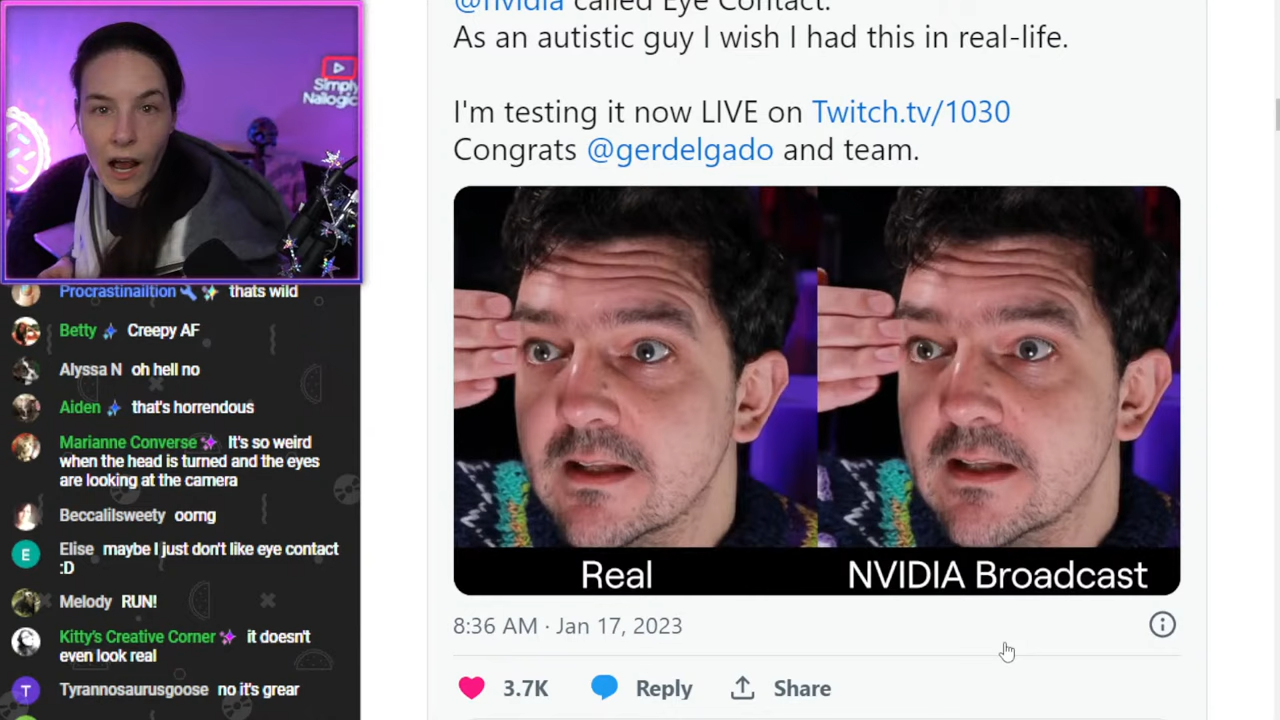 @nvidia called Eye Contact.
As an autistic guy I wish I had this in real-life.
I'm testing it now LIVE on Twitch.tv/1030
Congrats @gerdelgado and team.
Real
NVIDIA Broadcast
8:36 AM · Jan 17, 2023
3.7K
Reply
Share
Simply
Nailogic
Procrastinailtion thats wild
Betty Creepy AF
Alyssa N oh hell no
Aiden that's horrendous
Marianne Converse It's so weird
when the head is turned and the eyes
are looking at the camera
Beccalilsweety oomg
Elise maybe I just don't like eye contact
:D
Melody RUN!
Kitty's Creative Corner it doesn't
even look real
Tyrannosaurusgoose no it's grear
E
T